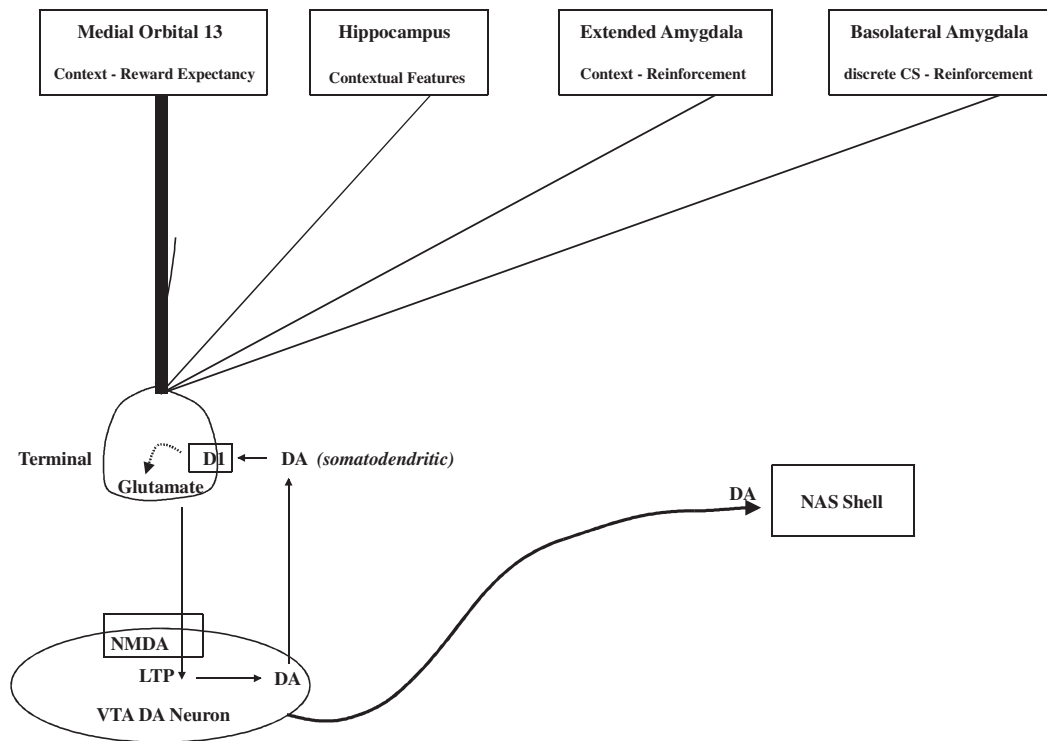 Medial Orbital 13
Context - Reward Expectancy
Hippocampus
Contextual Features
Extended Amygdala
Context - Reinforcement
Basolateral Amygdala
discrete CS - Reinforcement
Terminal
D1
DA (somatodendritic)
Glutamate
DA
NAS Shell
NMDA
LTP
DA
VTA DA Neuron